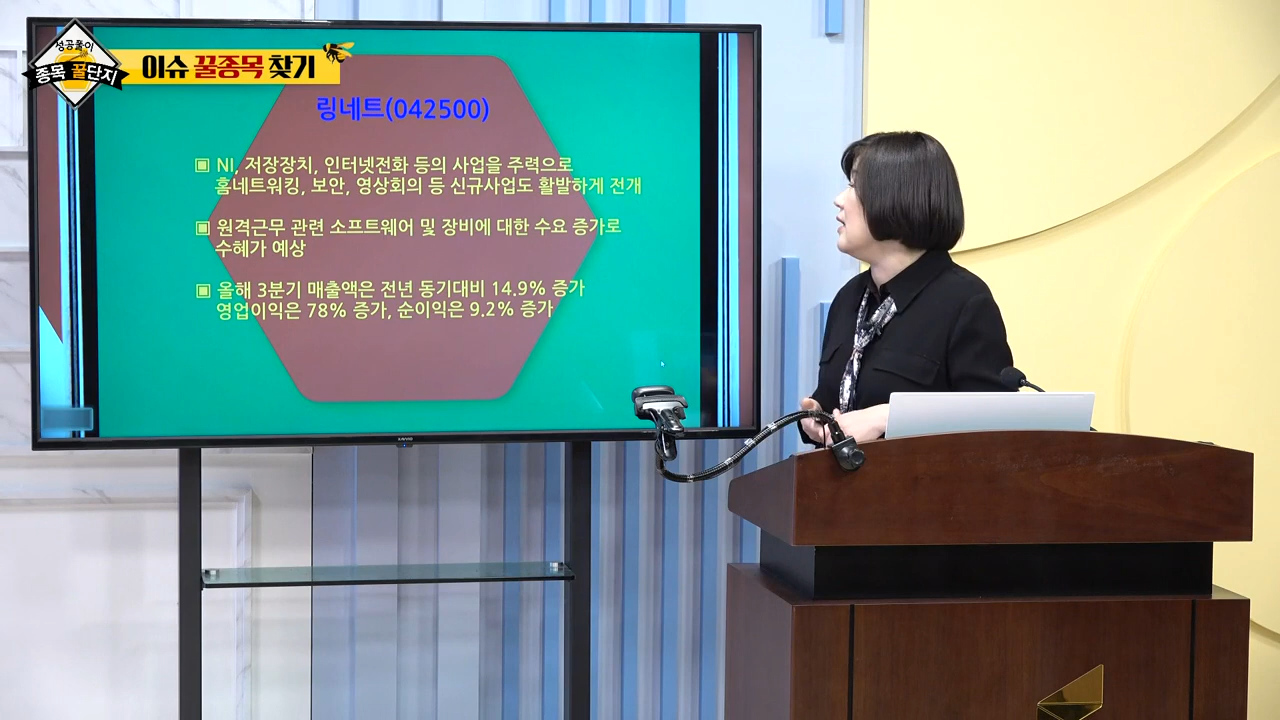 성공풀이
종목 꿀단지
이슈 꿀종목 찾기
링네트(042500)
▣ NI, 저장장치, 인터넷전화 등의 사업을 주력으로
홈네트워킹, 보안, 영상회의 등 신규사업도 활발하게 전개
▣ 원격근무 관련 소프트웨어 및 장비에 대한 수요 증가로
수혜가 예상
▣ 올해 3분기 매출액은 전년 동기대비 14.9% 증가
영업이익은 78% 증가, 순이익은 9.2% 증가